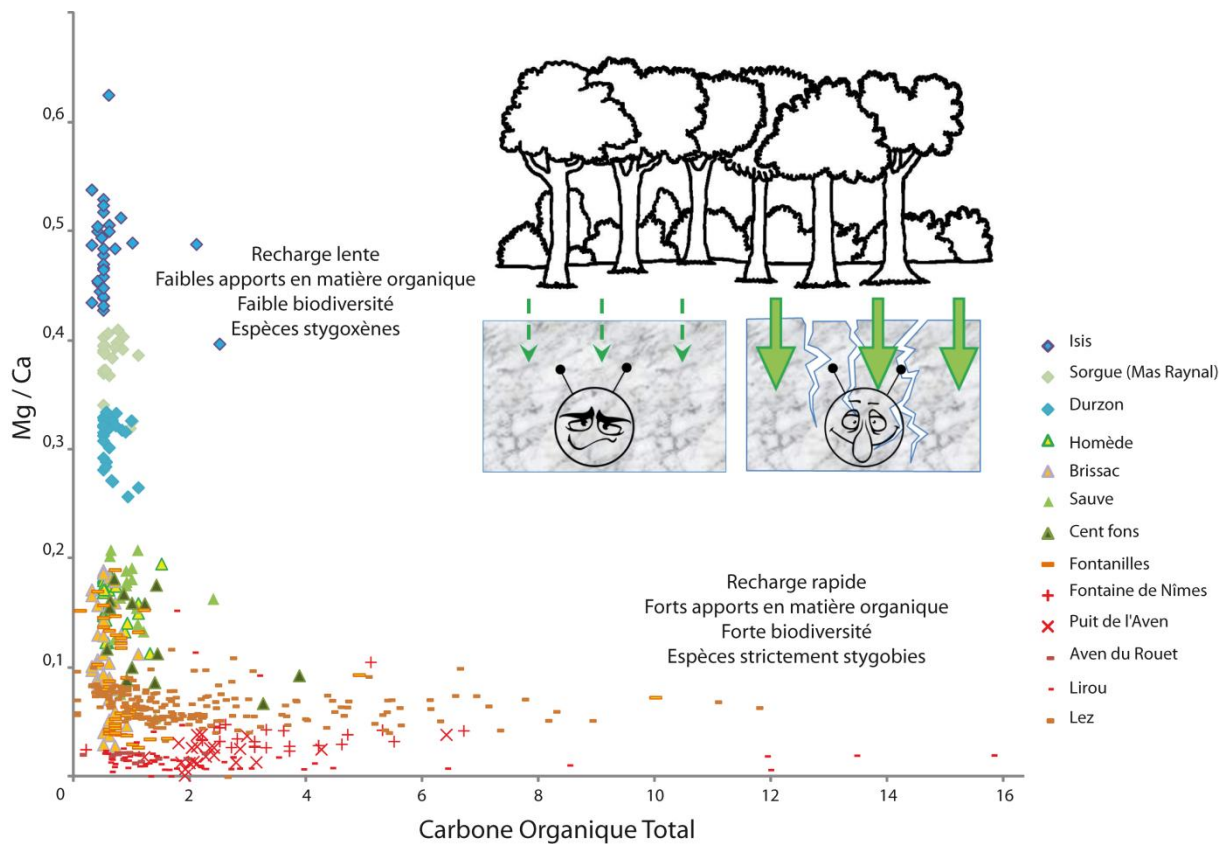 0,6
0,5
0,4
0,3
0,2
0,1
0
Mg / Ca
Recharge lente
Faibles apports en matière organique
Faible biodiversité
Espèces stygoxènes
Recharge rapide
Forts apports en matière organique
Forte biodiversité
Espèces strictement stygobies
Isis
Sorgue (Mas Raynal)
Durzon
Homède
Brissac
Sauve
Cent fons
Fontanilles
Fontaine de Nîmes
Puit de l'Aven
Aven du Rouet
Lirou
Lez
0 2 4 6 8 10 12 14 16
Carbone Organique Total